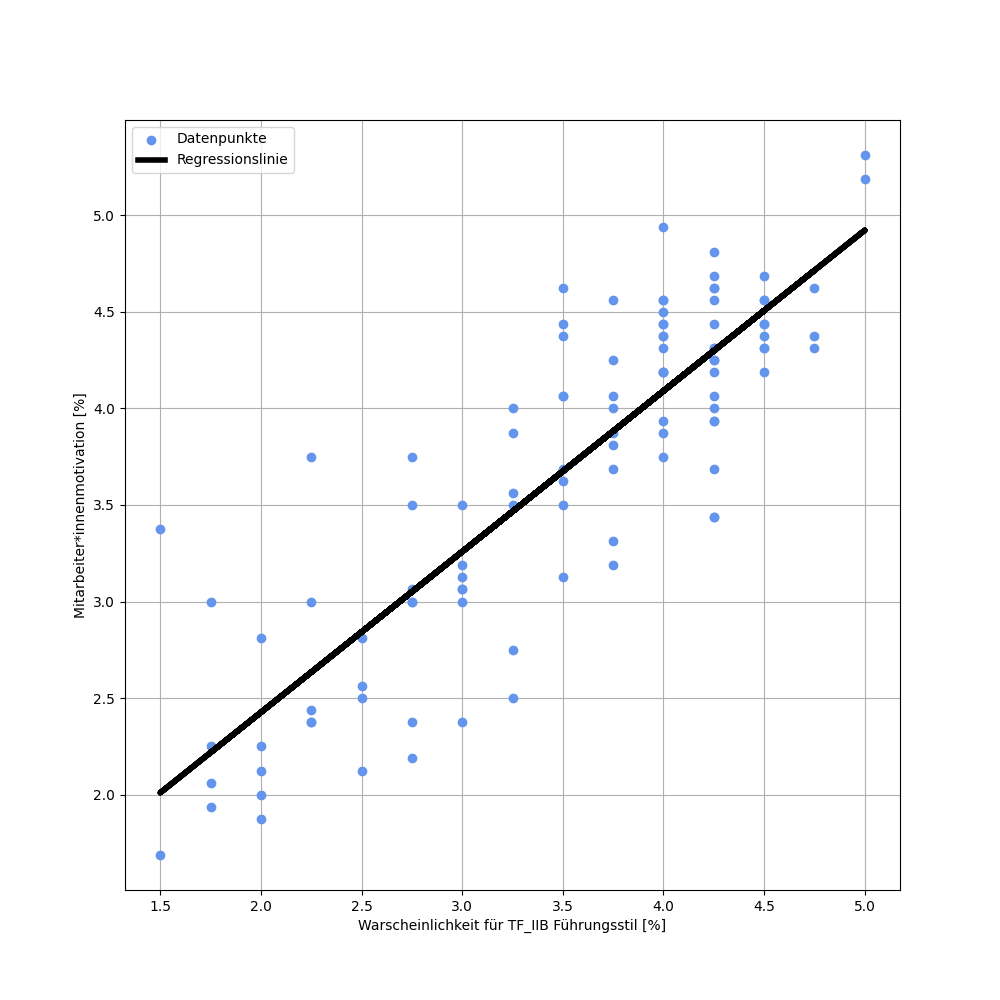 Datenpunkte
Regressionslinie
Mitarbeiter*innenmotivation [%]
5.0
4.5
4.0
3.5
3.0
2.5
2.0
1.5 2.0 2.5 3.0 3.5 4.0 4.5 5.0
Warscheinlichkeit für TF_IIB Führungsstil [%]